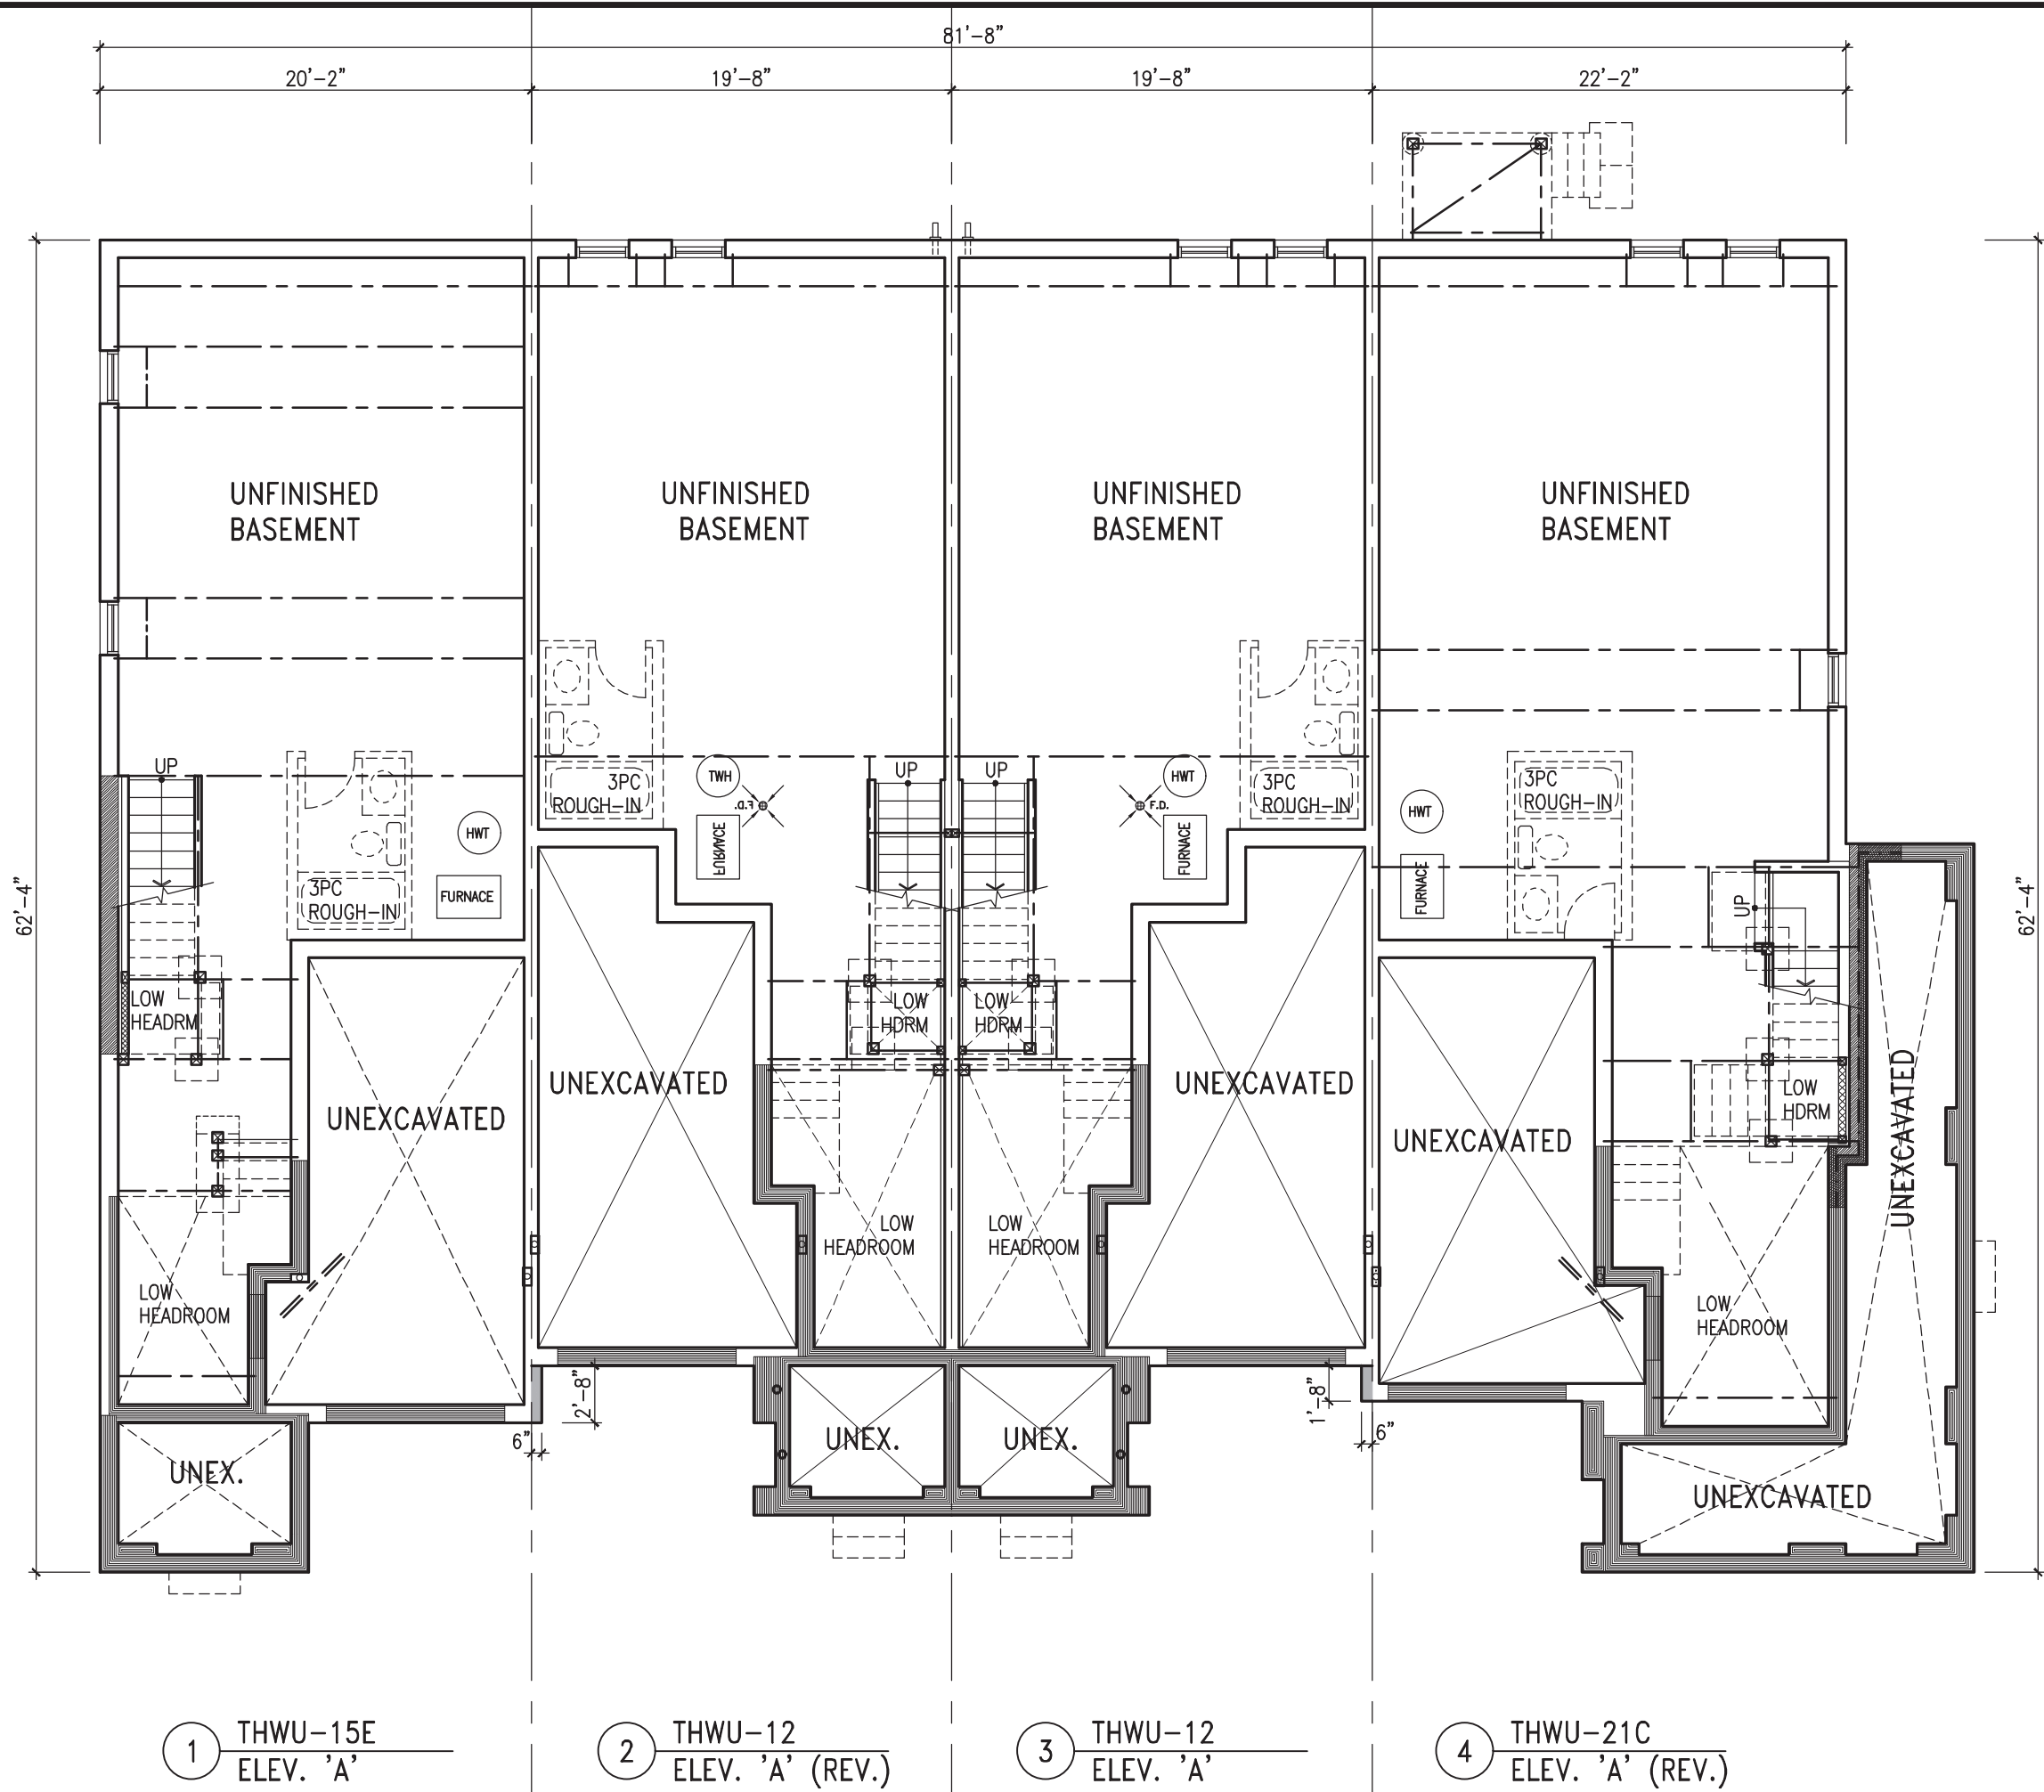 81'-8"
20'-2"
19'-8"
19'-8"
22'-2"
62'-4"
62'-4"
UNFINISHED
BASEMENT
UNFINISHED
BASEMENT
UNFINISHED
BASEMENT
UNFINISHED
BASEMENT
UP
3PC
ROUGH-IN
HWT
FURNACE
3PC
ROUGH-IN
HWT
F.D.
FURNACE
UP
UP
HWT
F.D.
FURNACE
3PC
ROUGH-IN
HWT
FURNACE
3PC
ROUGH-IN
UP
LOW
HEADRM
LOW
HDRM
LOW
HDRM
LOW
HDRM
UNEXCAVATED
UNEXCAVATED
UNEXCAVATED
UNEXCAVATED
UNEXCAVATED
LOW
HEADROOM
LOW
HEADROOM
LOW
HEADROOM
LOW
HEADROOM
2'-8"
6"
1'-8"
6"
UNEX.
UNEX.
UNEX.
UNEXCAVATED
1
THWU-15E
ELEV. 'A'
2
THWU-12
ELEV. 'A' (REV.)
3
THWU-12
ELEV. 'A'
4
THWU-21C
ELEV. 'A' (REV.)